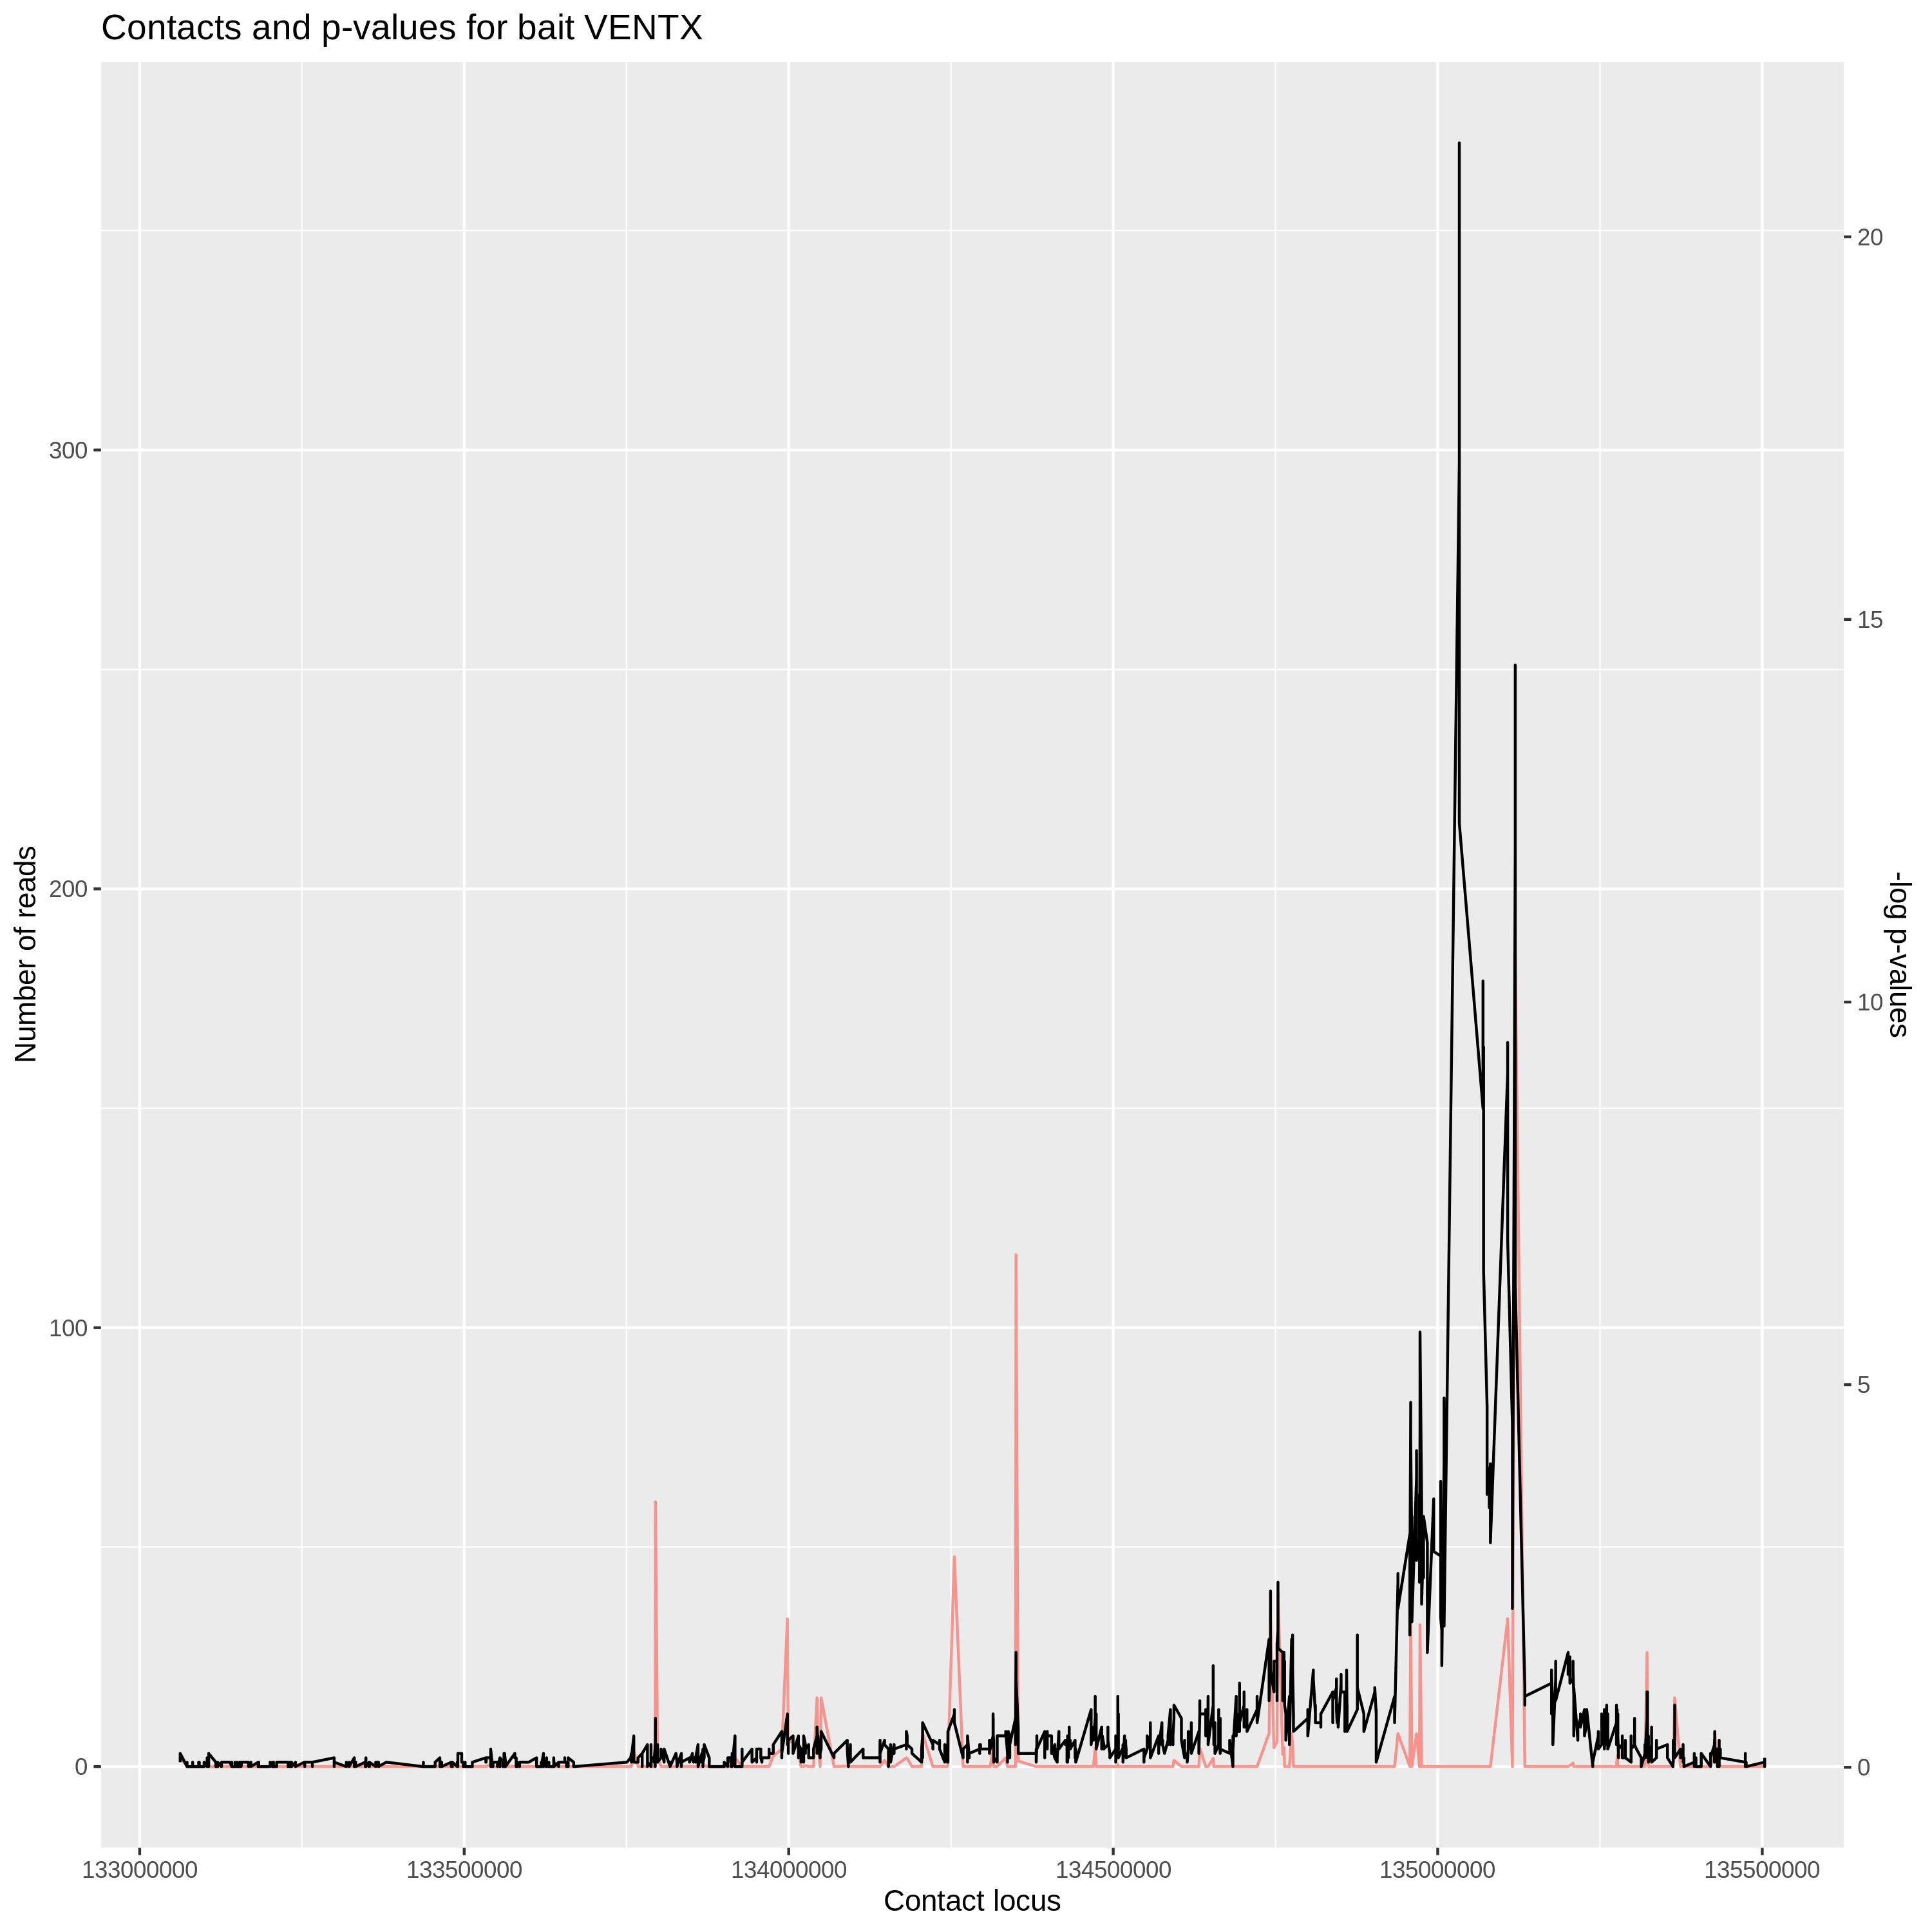 Contacts and p-values for bait VENTX
Number of reads
300
200
100
0
20
15
10
5
0
-log p-values
133000000 133500000 134000000 134500000 135000000 135500000
Contact locus